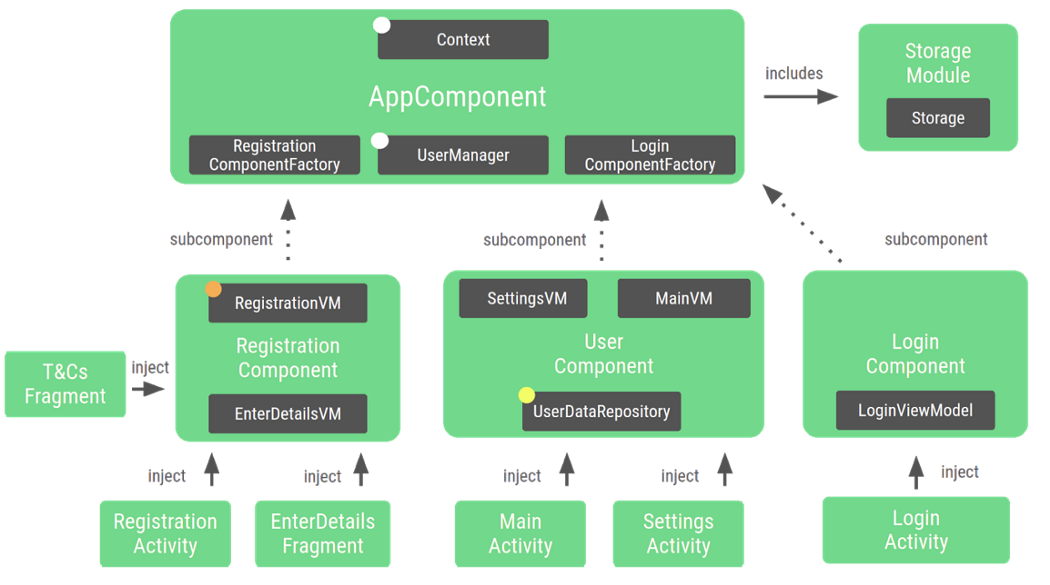 Context
AppComponent
Registration
ComponentFactory
UserManager
Login
ComponentFactory
includes
Storage
Module
Storage
subcomponent
subcomponent
subcomponent
RegistrationVM
Registration
Component
EnterDetailsVM
SettingsVM
MainVM
User
Component
UserDataRepository
Login
Component
LoginViewModel
T&Cs
Fragment
inject
inject
inject
inject
inject
inject
Registration
Activity
EnterDetails
Fragment
Main
Activity
Settings
Activity
Login
Activity